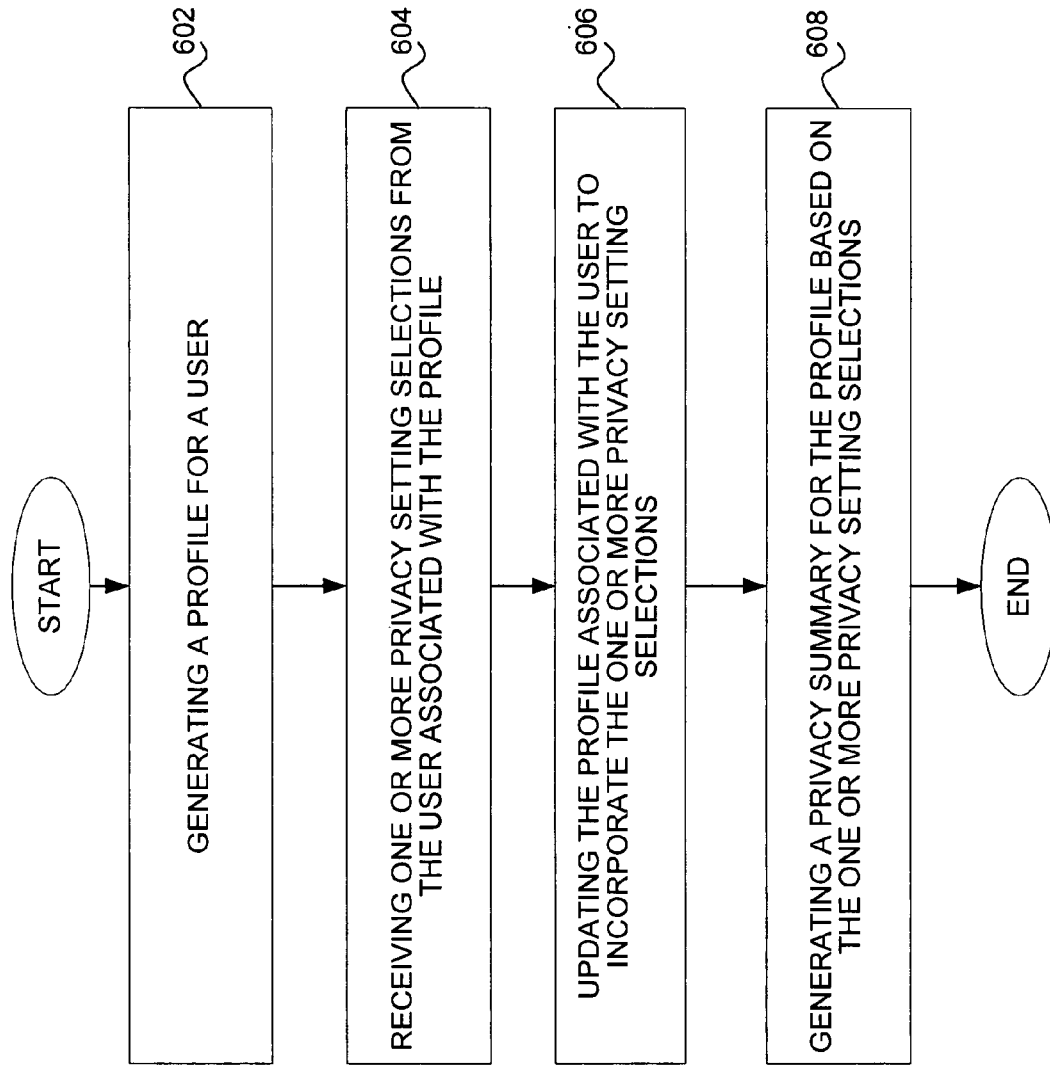 START
GENERATING A PROFILE FOR A USER
602
RECEIVING ONE OR MORE PRIVACY SETTING SELECTIONS FROM
THE USER ASSOCIATED WITH THE PROFILE
604
UPDATING THE PROFILE ASSOCIATED WITH THE USER TO
INCORPORATE THE ONE OR MORE PRIVACY SETTING
SELECTIONS
606
GENERATING A PRIVACY SUMMARY FOR THE PROFILE BASED ON
THE ONE OR MORE PRIVACY SETTING SELECTIONS
608
END